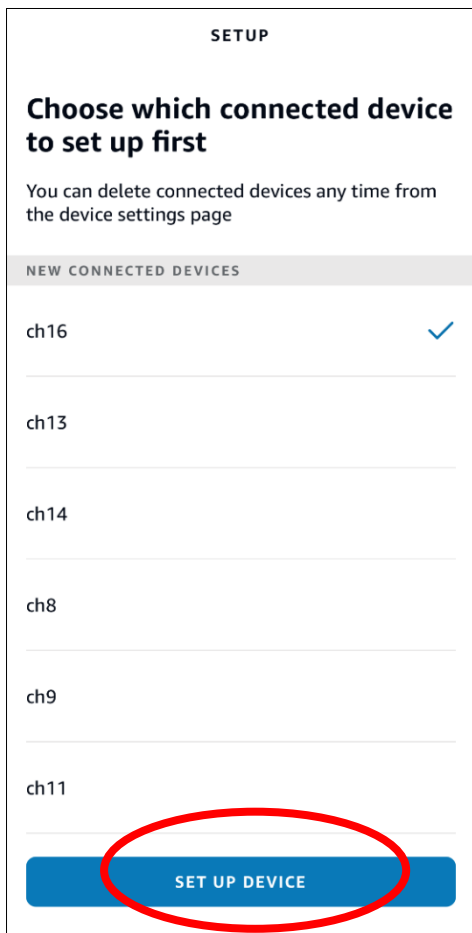 SETUP
Choose which connected device
to set up first
You can delete connected devices any time from
the device settings page
NEW CONNECTED DEVICES
ch16
ch13
ch14
ch8
ch9
ch11
SET UP DEVICE